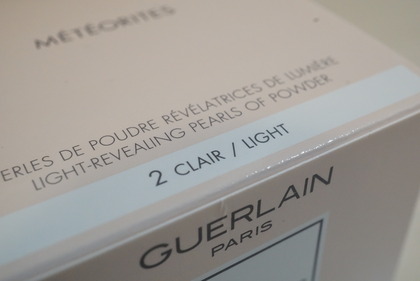 MÉTÉORITES
ERLES DE POUDRE RÉVÉLATRICES DE LUMIÈRE
LIGHT-REVEALING PEARLS OF POWDER
2 CLAIR / LIGHT
GUERLAIN
PARIS